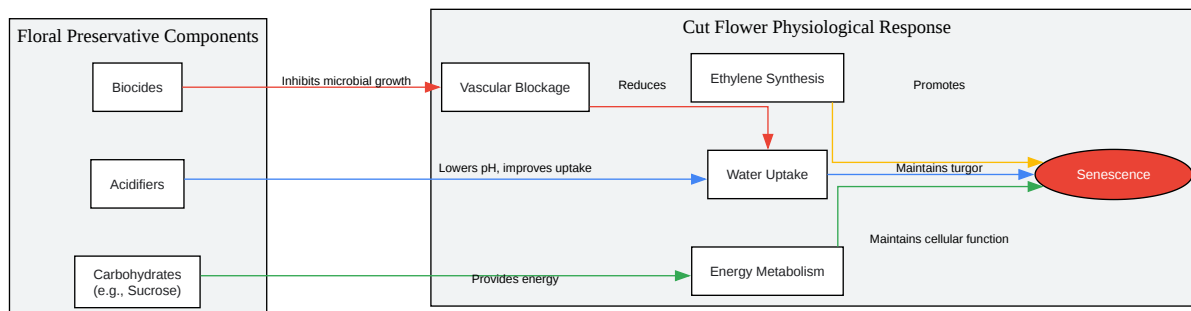 Floral Preservative Components
Cut Flower Physiological Response
Biocides
Inhibits microbial growth
Vascular Blockage
Reduces
Ethylene Synthesis
Promotes
Acidifiers
Lowers pH, improves uptake
Water Uptake
Maintains turgor
Senescence
Carbohydrates
(e.g., Sucrose)
Provides energy
Energy Metabolism
Maintains cellular function